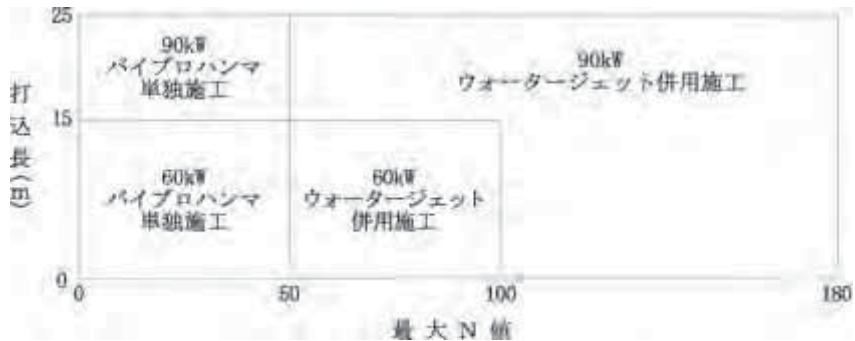 25
90kW
バイブロハンマ
単独施工
90kW
ウォータージェット併用施工
打込長(m)
15
60kW
バイブロハンマ
単独施工
60kW
ウォータージェット
併用施工
0
0
50
100
180
最大N値